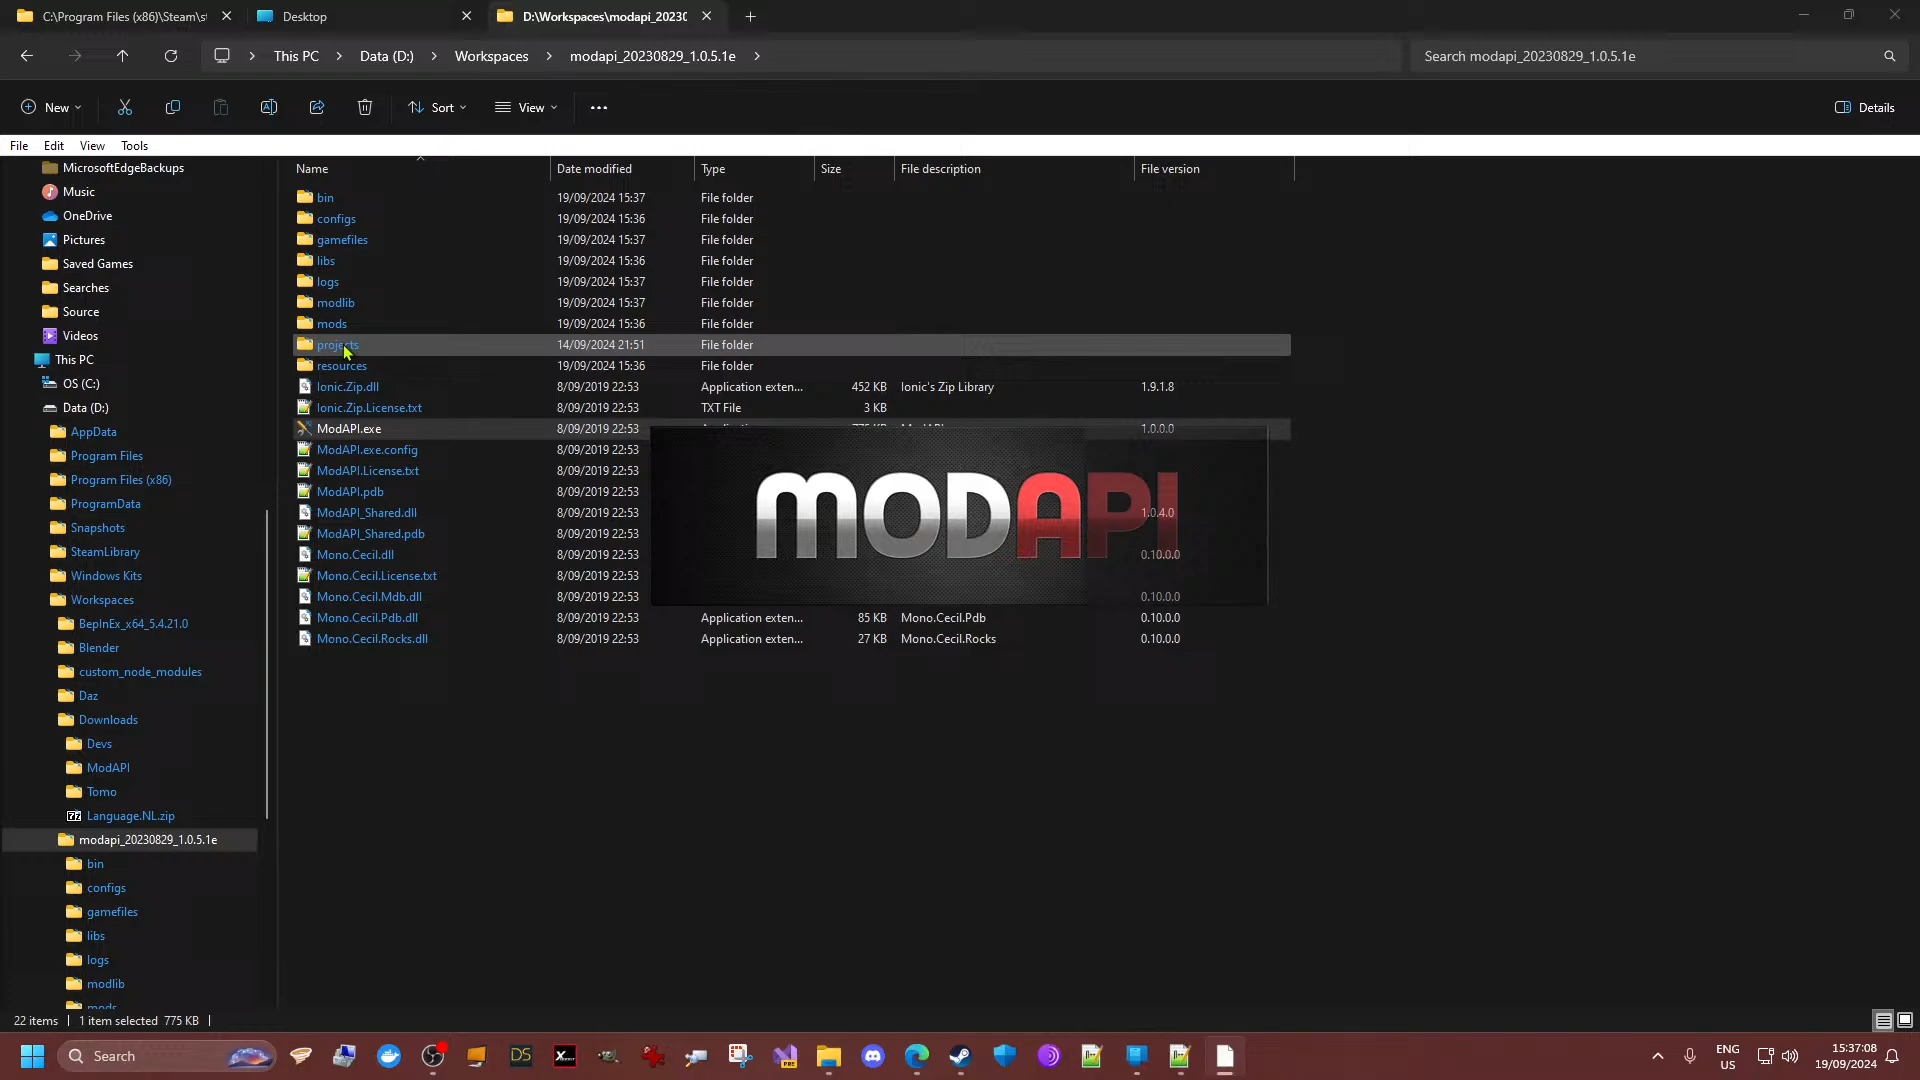 C:\Program Files (x86)\Steam\st
Desktop
D:\Workspaces\modapi_20230
This PC
Data (D:)
Workspaces
modapi_20230829_1.0.5.1e
Search modapi_20230829_1.0.5.1e
New
Sort
View
Details
File Edit View Tools
Name Date modified Type Size File description File version
MicrosoftEdgeBackups
Music
OneDrive
Pictures
Saved Games
Searches
Source
Videos
This PC
OS (C:)
Data (D:)
AppData
Program Files
Program Files (x86)
ProgramData
Snapshots
SteamLibrary
Windows Kits
Workspaces
BepInEx_x64_5.4.21.0
Blender
custom_node_modules
Daz
Downloads
Devs
ModAPI
Tomo
Language.NL.zip
modapi_20230829_1.0.5.1e
bin
configs
gamefiles
libs
logs
modlib
mods
bin 19/09/2024 15:37 File folder
configs 19/09/2024 15:36 File folder
gamefiles 19/09/2024 15:37 File folder
libs 19/09/2024 15:36 File folder
logs 19/09/2024 15:37 File folder
modlib 19/09/2024 15:37 File folder
mods 19/09/2024 15:36 File folder
projects 14/09/2024 21:51 File folder
resources 19/09/2024 15:36 File folder
Ionic.Zip.dll 8/09/2019 22:53 Application exten... 452 KB Ionic's Zip Library 1.9.1.8
Ionic.Zip.License.txt 8/09/2019 22:53 TXT File 3 KB
ModAPI.exe 8/09/2019 22:53 1.0.0.0
ModAPI.exe.config 8/09/2019 22:53
ModAPI.License.txt 8/09/2019 22:53
ModAPI.pdb 8/09/2019 22:53
ModAPI_Shared.dll 8/09/2019 22:53 1.0.4.0
ModAPI_Shared.pdb 8/09/2019 22:53
Mono.Cecil.dll 8/09/2019 22:53 0.10.0.0
Mono.Cecil.License.txt 8/09/2019 22:53
Mono.Cecil.Mdb.dll 8/09/2019 22:53 0.10.0.0
Mono.Cecil.Pdb.dll 8/09/2019 22:53 Application exten... 85 KB Mono.Cecil.Pdb 0.10.0.0
Mono.Cecil.Rocks.dll 8/09/2019 22:53 Application exten... 27 KB Mono.Cecil.Rocks 0.10.0.0
MODAPI
22 items 1 item selected 775 KB
Search
DS
PRE
ENG
US
15:37:08
19/09/2024